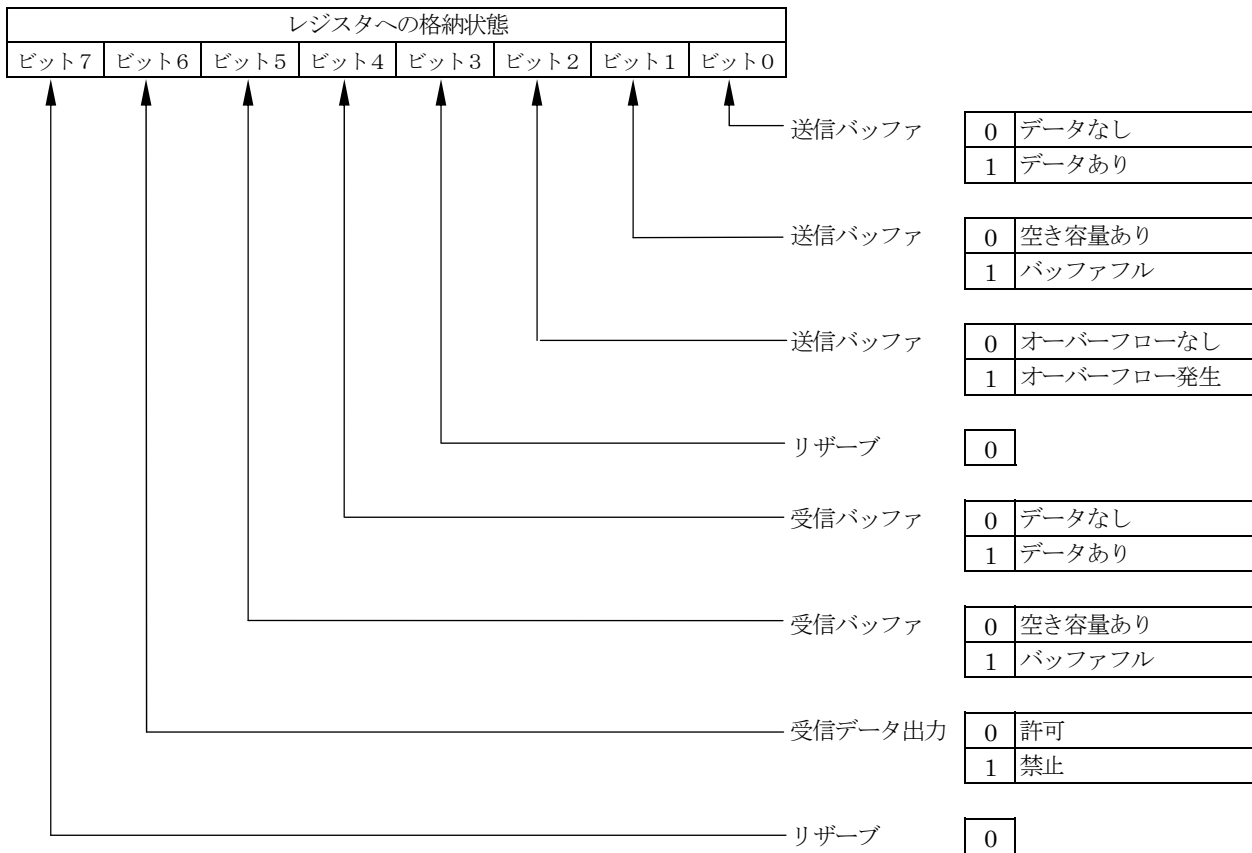 レジスタへの格納状態
ビット７ ビット６ ビット５ ビット４ ビット３ ビット２ ビット１ ビット０
送信バッファ 0 データなし
1 データあり
送信バッファ 0 空き容量あり
1 バッファフル
送信バッファ 0 オーバーフローなし
1 オーバーフロー発生
リザーブ 0
受信バッファ 0 データなし
1 データあり
受信バッファ 0 空き容量あり
1 バッファフル
受信データ出力 0 許可
1 禁止
リザーブ 0